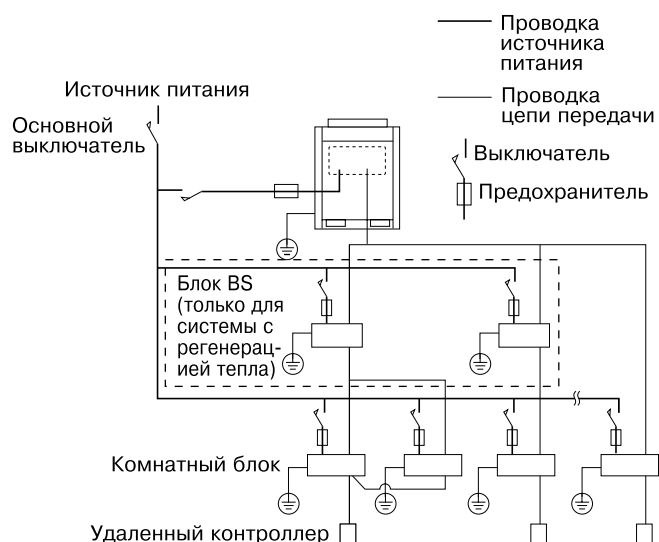 Проводка
источника
питания
Источник питания
Проводка
цепи передачи
Основной
выключатель
Выключатель
Предохранитель
Блок BS
(только для
системы с
регенерац-
ией тепла)
Комнатный блок
Удаленный контроллер